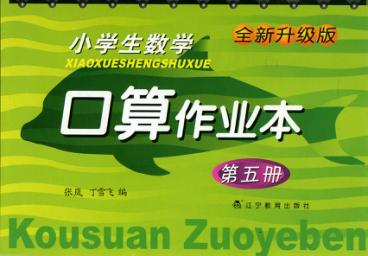 小学生数学
全新升级版
XIAOXUESHENGSHUXUE
口算作业本
第五册
张岚 丁雪飞 编
辽宁教育出版社
Kousuan Zuoyeben